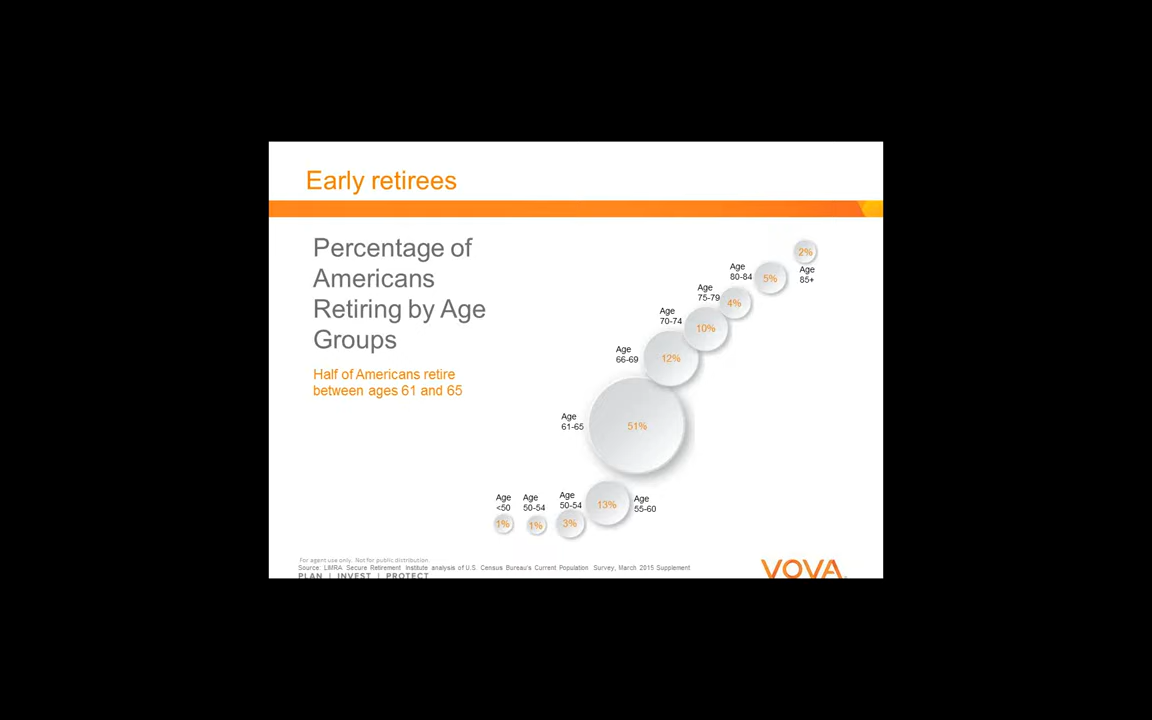 Early retirees
Percentage of
Americans
Retiring by Age
Groups
Half of Americans retire
between ages 61 and 65
2%
Age
85+
Age
80-84
5%
Age
75-79
4%
Age
70-74
10%
Age
66-69
12%
Age
61-65
51%
Age
<50
1%
Age
50-54
1%
Age
50-54
3%
13%
Age
55-60
For agent use only. Not for public distribution
Source: LIMRA Secure Retirement Institute analysis of U.S. Census Bureau's Current Population Survey, March 2015 Supplement
PLAN | INVEST | PROTECT
VOYA